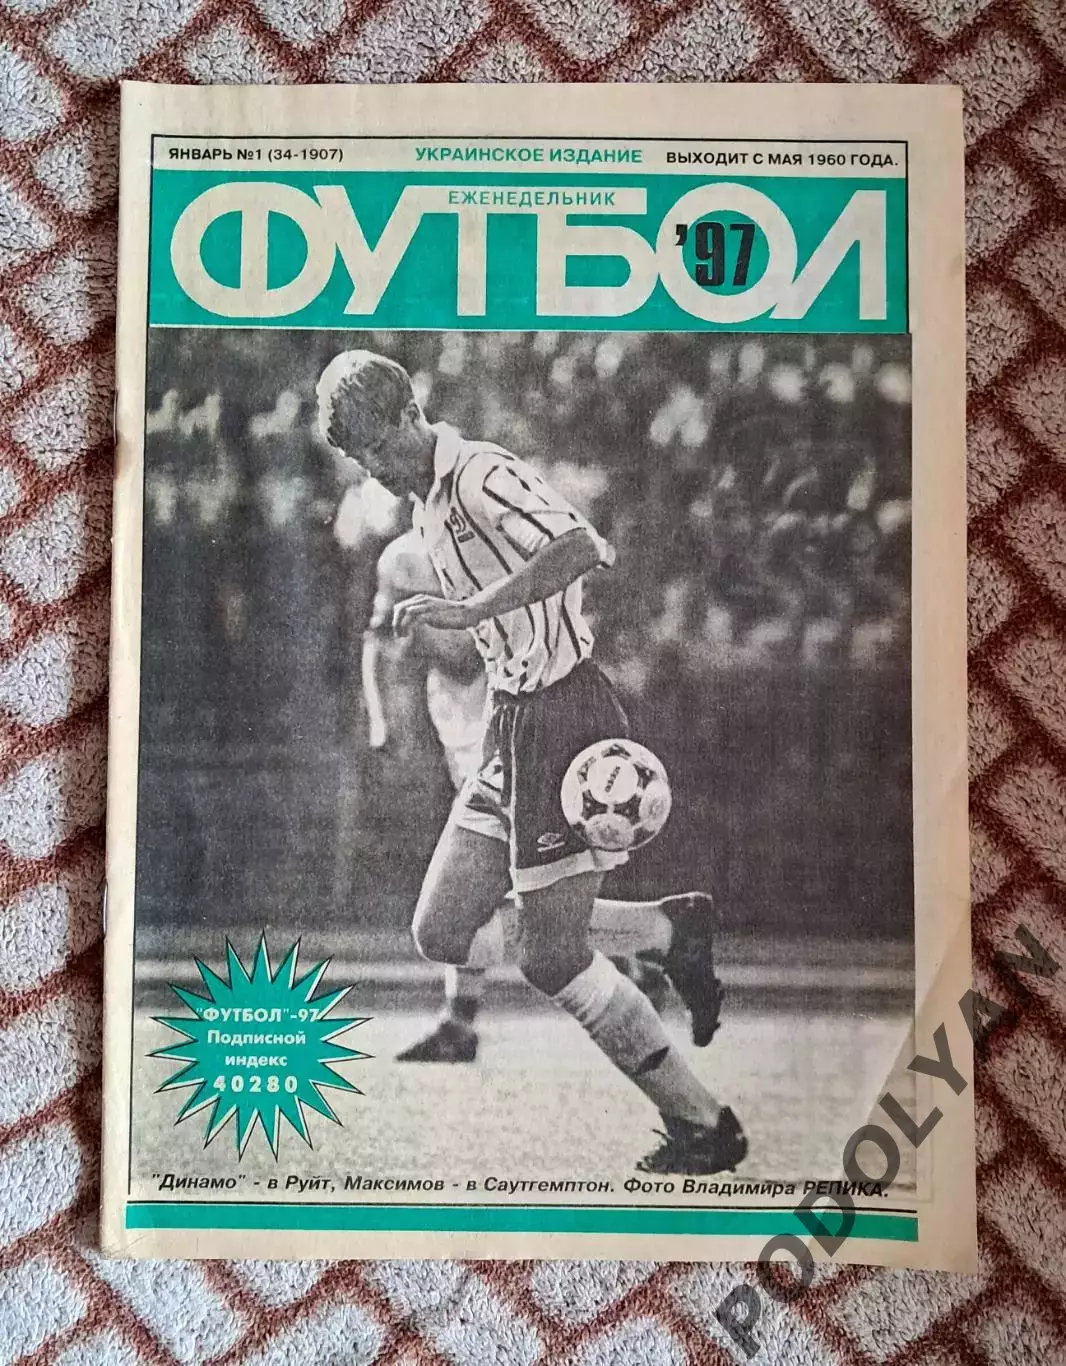 ЯНВАРЬ №1 (34-1907) УКРАИНСКОЕ ИЗДАНИЕ ВЫХОДИТ С МАЯ 1960 ГОДА.
ЕЖЕНЕДЕЛЬНИК
ФУТБОЛ '97
"ФУТБОЛ"-97
Подписной
индекс
40280
"Динамо" - в Руйт, Максимов - в Саутгемптон. Фото Владимира РЕПИКА.
PODOLYAN